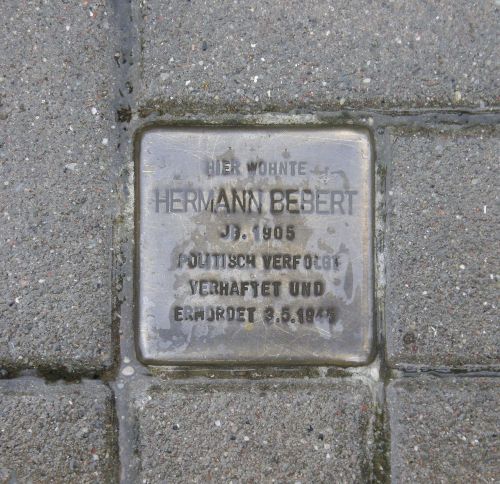 HIER WOHNTE
HERMANN BEBERT
JG. 1905
POLITISCH VERFOLGT
VERHAFTET UND
ERMORDET 3.5.1945